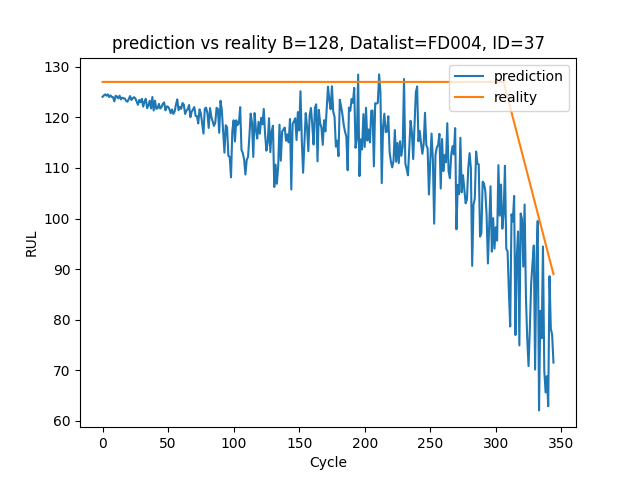 prediction vs reality B=128, Datalist=FD004, ID=37
prediction
reality
RUL
130
120
110
100
90
80
70
60
0 50 100 150 200 250 300 350
Cycle